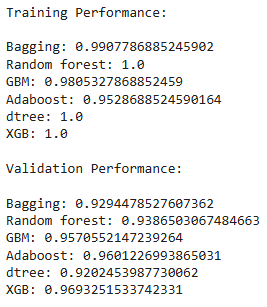 Training Performance:
Bagging: 0.9907786885245902
Random forest: 1.0
GBM: 0.9805327868852459
Adaboost: 0.9528688524590164
dtree: 1.0
XGB: 1.0
Validation Performance:
Bagging: 0.9294478527607362
Random forest: 0.9386503067484663
GBM: 0.9570552147239264
Adaboost: 0.9601226993865031
dtree: 0.9202453987730062
XGB: 0.9693251533742331